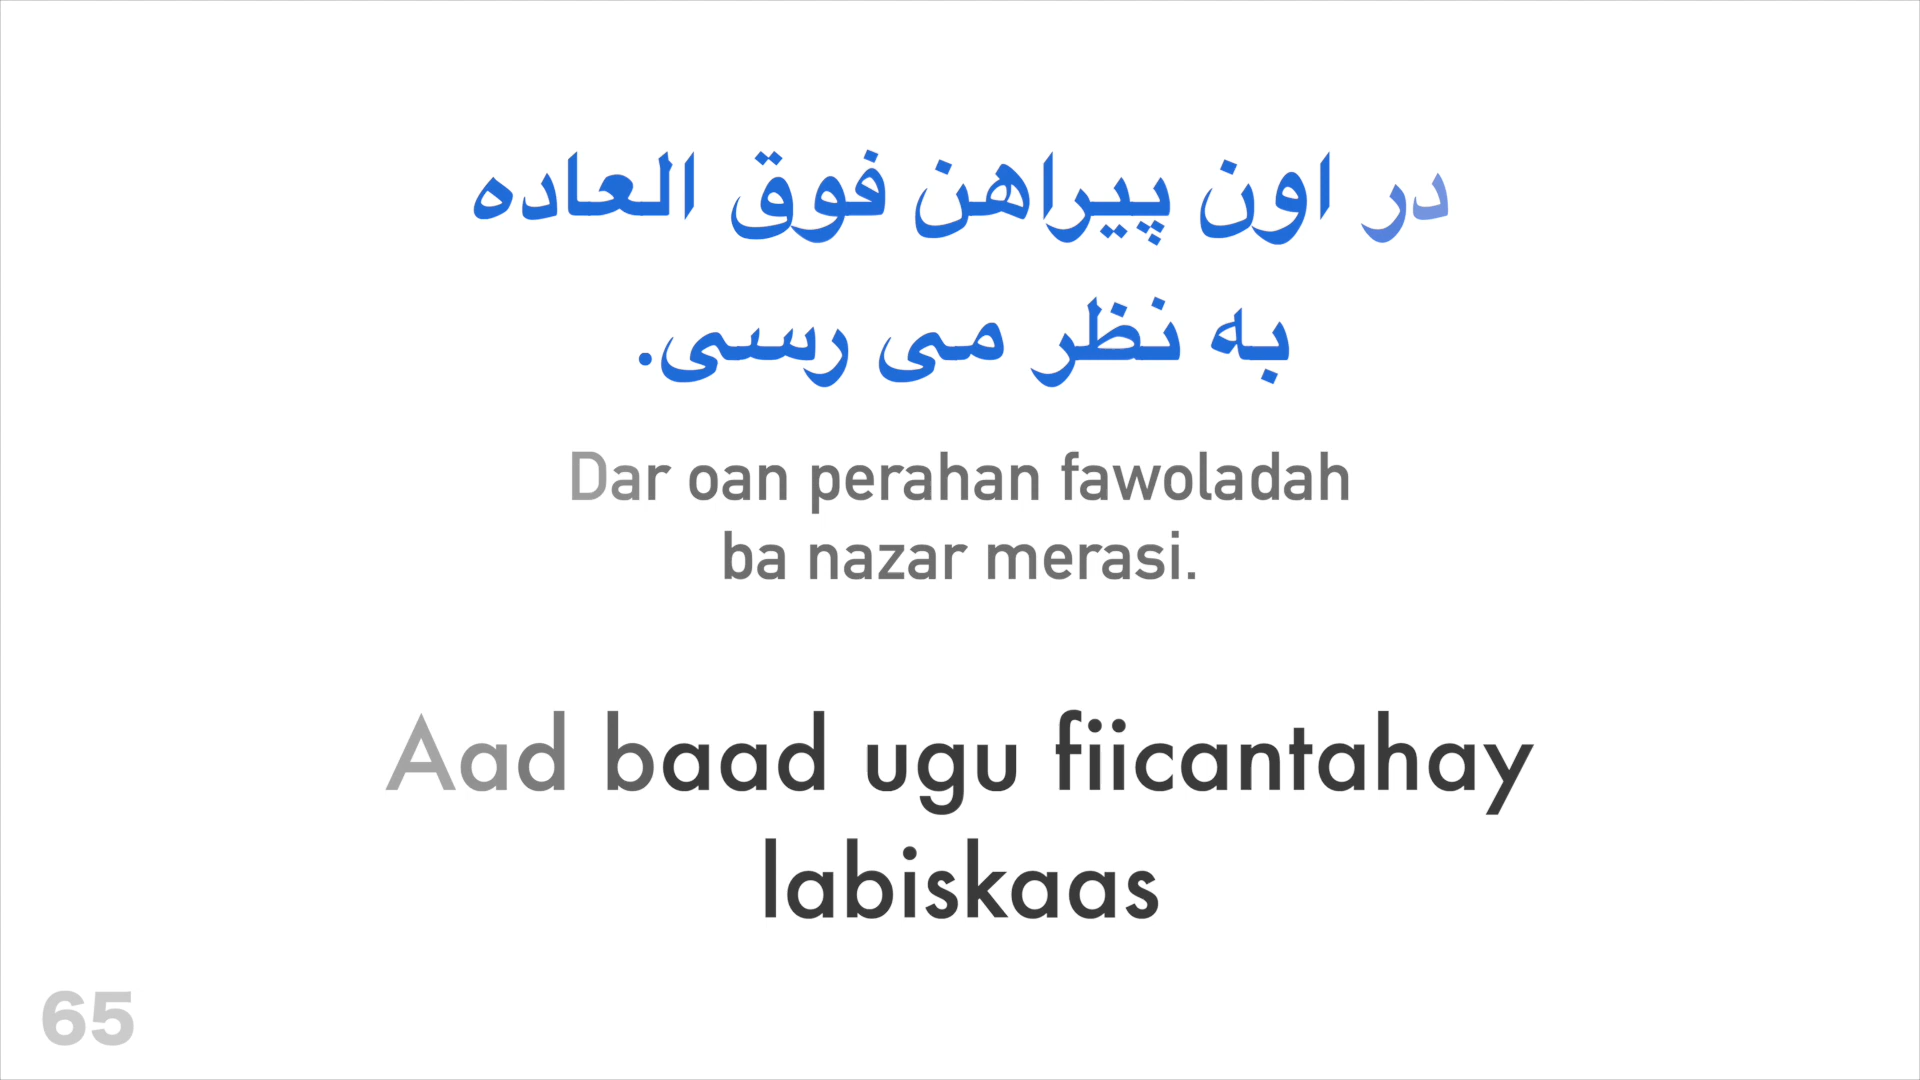 در اون پیراهن فوق العاده
به نظر می رسی.
Dar oan perahan fawoladah
ba nazar merasi.
Aad baad ugu fiicantahay
labiskaas
65